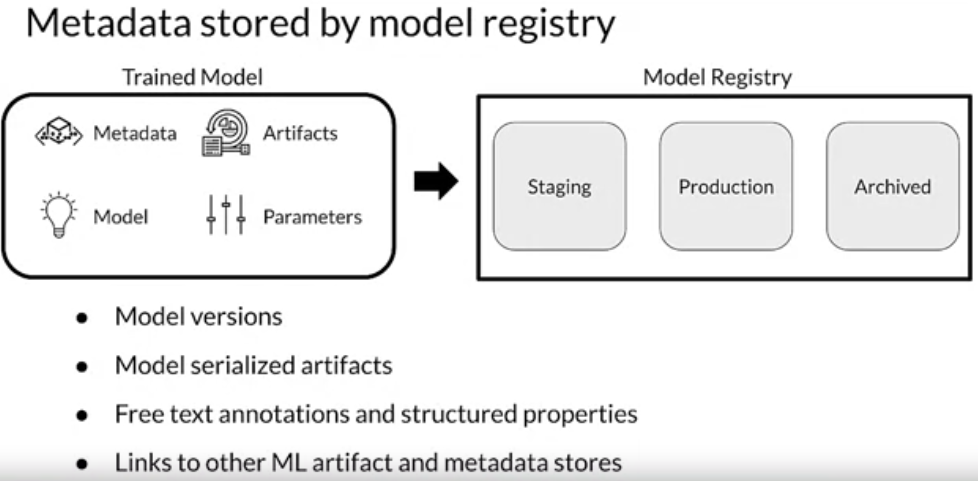 Metadata stored by model registry
Trained Model
Metadata
Artifacts
Model
Parameters
Model Registry
Staging
Production
Archived
● Model versions
● Model serialized artifacts
● Free text annotations and structured properties
● Links to other ML artifact and metadata stores